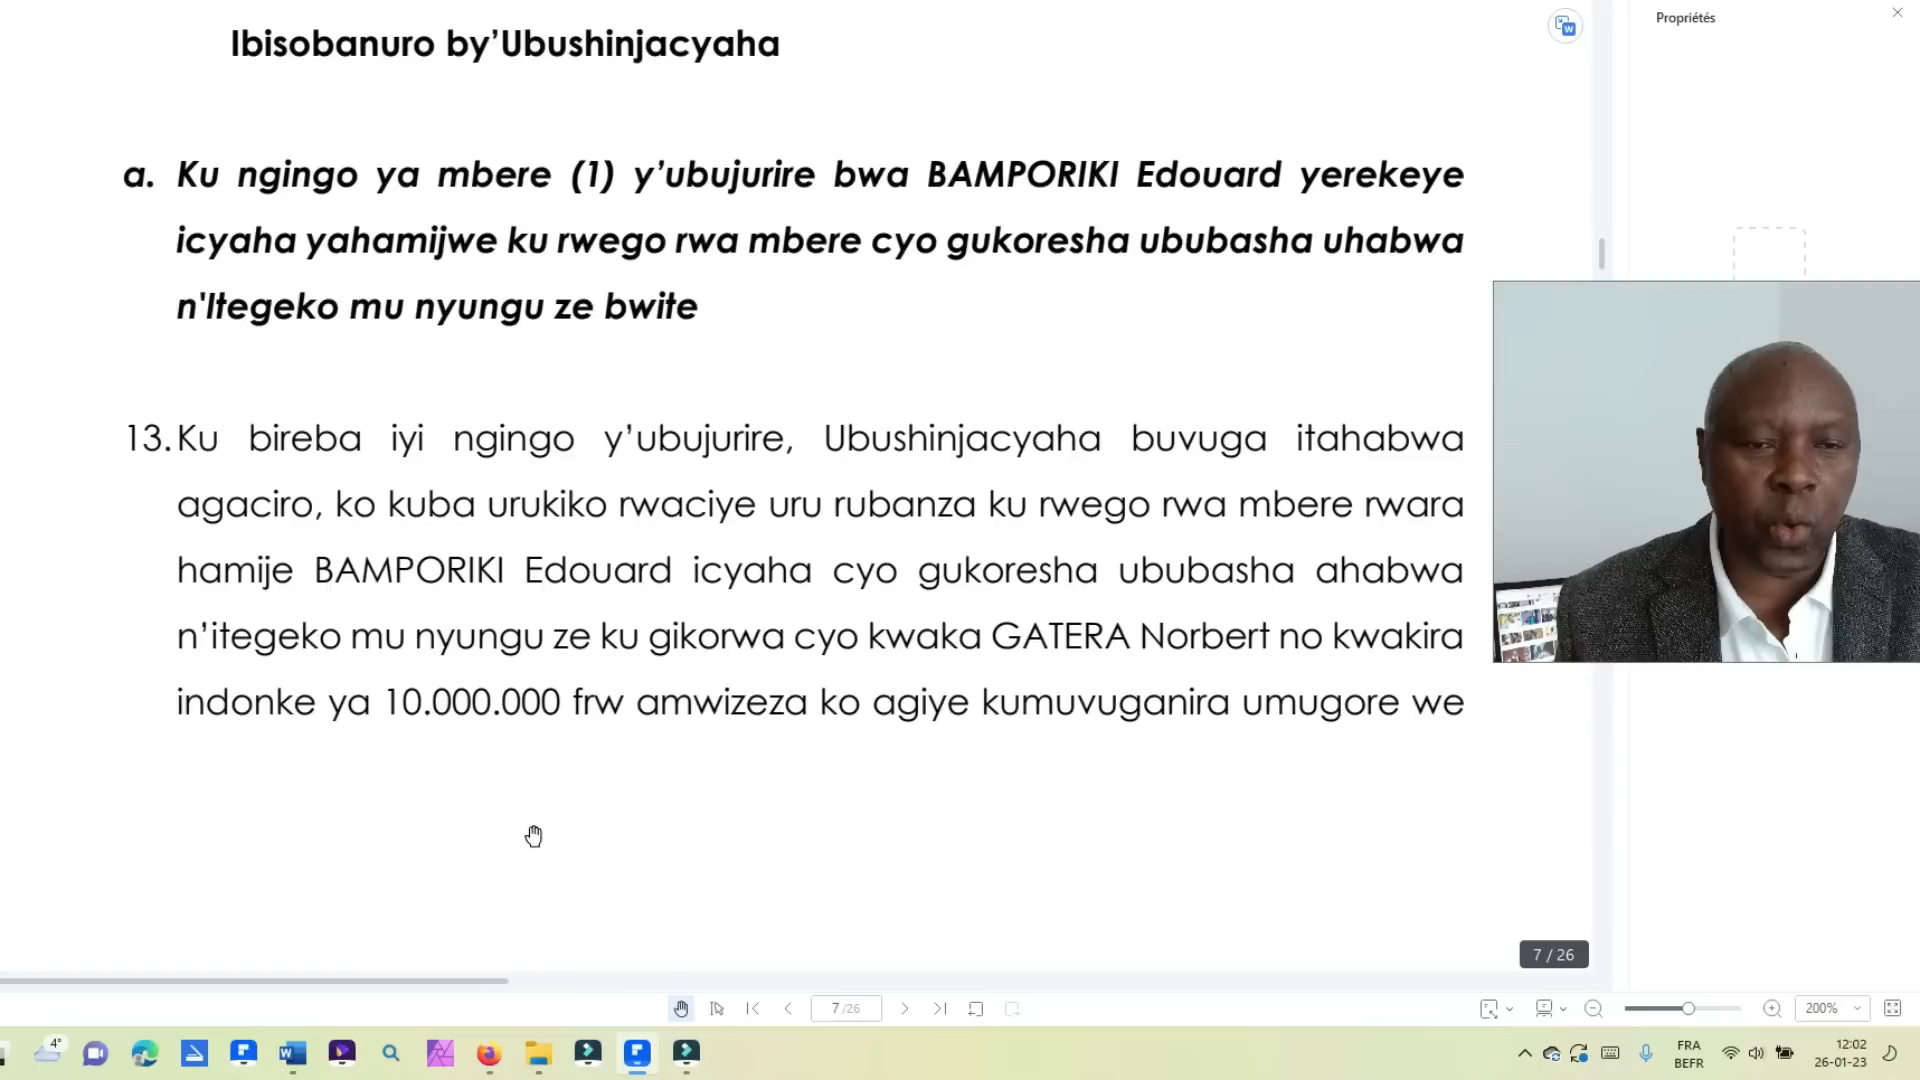 Ibisobanuro by’Ubushinjacyaha
Propriétés
a. Ku ngingo ya mbere (1) y’ubujurire bwa BAMPORIKI Edouard yerekeye
icyaha yahamijwe ku rwego rwa mbere cyo gukoresha ububasha uhabwa
n'Itegeko mu nyungu ze bwite
13. Ku bireba iyi ngingo y’ubujurire, Ubushinjacyaha buvuga itahabwa
agaciro, ko kuba urukiko rwaciye uru rubanza ku rwego rwa mbere rwara
hamije BAMPORIKI Edouard icyaha cyo gukoresha ububasha ahabwa
n’itegeko mu nyungu ze ku gikorwa cyo kwaka GATERA Norbert no kwakira
indonke ya 10.000.000 frw amwizeza ko agiye kumuvuganira umugore we
7 / 26
7 /26
200%
4°
FRA
BEFR
12:02
26-01-23